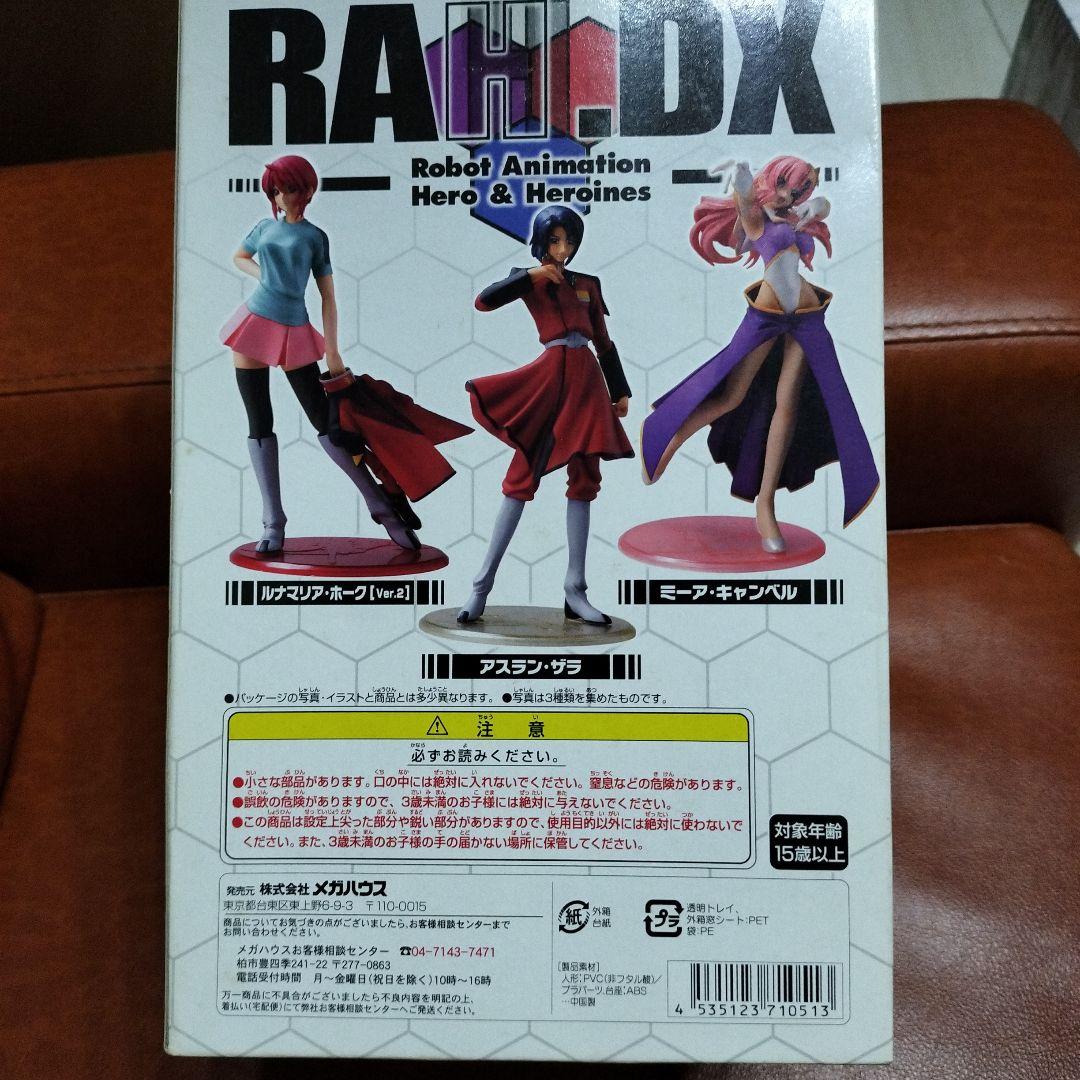 RAH.DX
Robot Animation
Hero & Heroines
ルナマリア・ホーク[Ver.2]
ミーア・キャンベル
アスラン・ザラ
●パッケージの写真・イラストと商品とは多少異なります。 ●写真は3種類を集めたものです。
⚠ 注意
必ずお読みください。
●小さな部品があります。口の中には絶対に入れないでください。窒息などの危険があります。
●誤飲の危険がありますので、3歳未満のお子様には絶対に与えないでください。
●この商品は設定上尖った部分や鋭い部分がありますので、使用目的以外には絶対に使わないで
ください。また、3歳未満のお子様の手の届かない場所に保管してください。
対象年齢
15歳以上
発売元 株式会社メガハウス
東京都台東区東上野6-9-3 〒110-0015
商品についてお気づきの点がございましたら、お客様相談センターまで
お問い合わせください。
メガハウスお客様相談センター ☎04-7143-7471
柏市豊四季241-22 〒277-0863
電話受付時間 月〜金曜日(祝日を除く)10時〜16時
万一商品に不具合がございましたら不良内容を明記の上、
着払い(宅配便)にて弊社お客様相談センターへご発送ください。
紙 外箱
台紙
プラ 透明トレイ、
外箱窓シート:PET
袋:PE
[製品素材]
人形:PVC(非フタル酸)/
プラパーツ、台座:ABS
…中国製
4 535123 710513